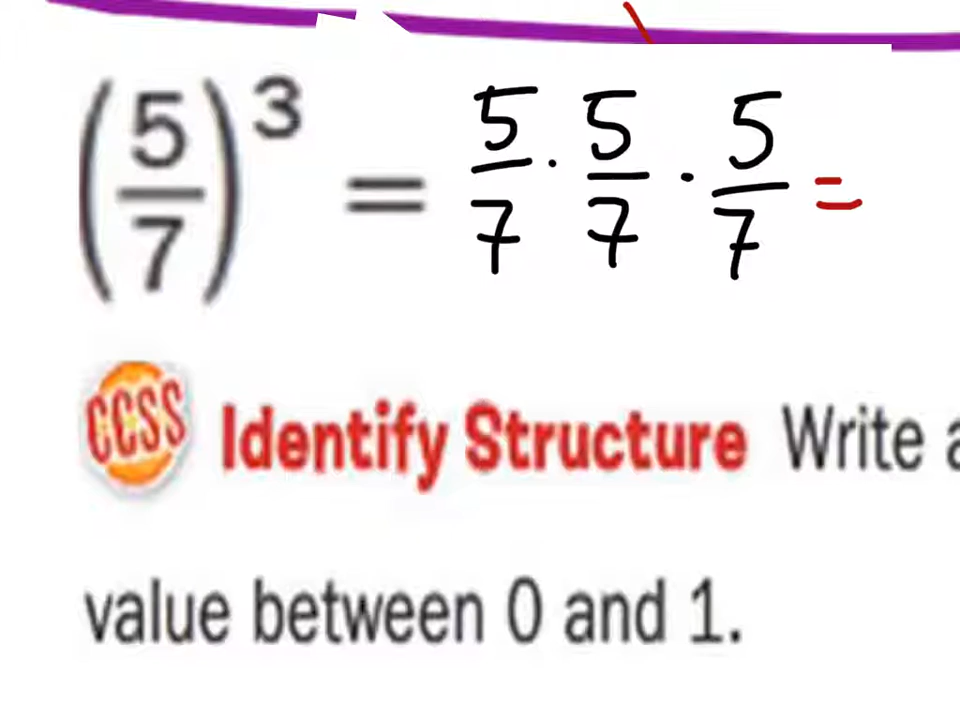 (5/7)^3 = 5/7 · 5/7 · 5/7 =
CCSS Identify Structure Write a
value between 0 and 1.